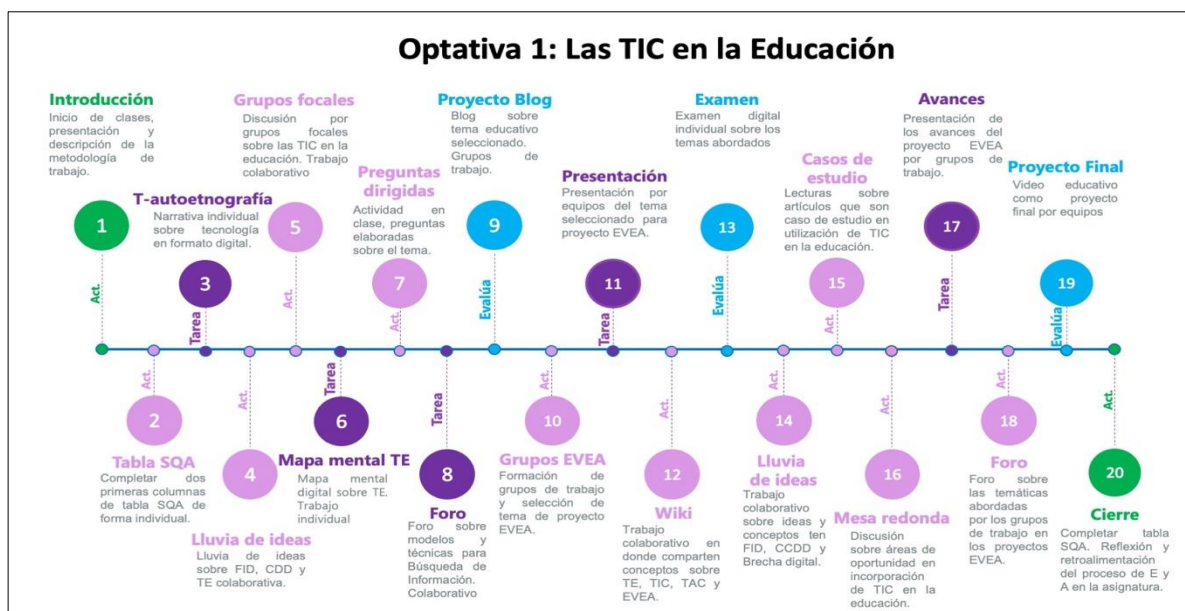 Optativa 1: Las TIC en la Educación
Introducción
Inicio de clases,
presentación y
descripción de la
metodología de
trabajo.
1
Act.
2
Act.
Tabla SQA
Completar dos
primeras columnas
de tabla SQA de
forma individual.
T-autoetnografía
Narrativa individual
sobre tecnología
en formato digital.
3
Tarea
4
Act.
Lluvia de ideas
Lluvia de ideas
sobre FID, CDD y
TE colaborativa.
Grupos focales
Discusión por
grupos focales
sobre las TIC en la
educación. Trabajo
colaborativo
5
Act.
6
Tarea
Mapa mental TE
Mapa mental
digital sobre TE.
Trabajo
individual
Preguntas
dirigidas
Actividad en
clase, preguntas
elaboradas
sobre el tema.
7
Act.
8
Tarea
Foro
Foro sobre
modelos y
técnicas para
Búsqueda de
Información.
Colaborativo
Proyecto Blog
Blog sobre
tema educativo
seleccionado.
Grupos de
trabajo.
9
Evalúa
10
Act.
Grupos EVEA
Formación de
grupos de trabajo
y selección de
tema de proyecto
EVEA.
Presentación
Presentación por
equipos del tema
seleccionado para
proyecto EVEA.
11
Tarea
12
Act.
Wiki
Trabajo
colaborativo en
donde comparten
conceptos sobre
TE, TIC, TAC y
EVEA.
Examen
Examen digital
individual sobre los
temas abordados
13
Evalúa
14
Act.
Lluvia
de ideas
Trabajo
colaborativo
sobre ideas y
conceptos ten
FID, CCDD y
Brecha digital.
Casos de
estudio
Lecturas sobre
artículos que son
caso de estudio en
utilización de TIC
en la educación.
15
Act.
16
Act.
Mesa redonda
Discusión
sobre áreas de
oportunidad en
incorporación
de TIC en la
educación.
Avances
Presentación de
los avances del
proyecto EVEA
por grupos de
trabajo.
17
Tarea
18
Act.
Foro
Foro sobre
las temáticas
abordadas
por los grupos
de trabajo en
los proyectos
EVEA.
Proyecto Final
Video educativo
como proyecto
final por equipos
19
Evalúa
20
Act.
Cierre
Completar tabla
SQA. Reflexión y
retroalimentación
del proceso de E y
A en la asignatura.